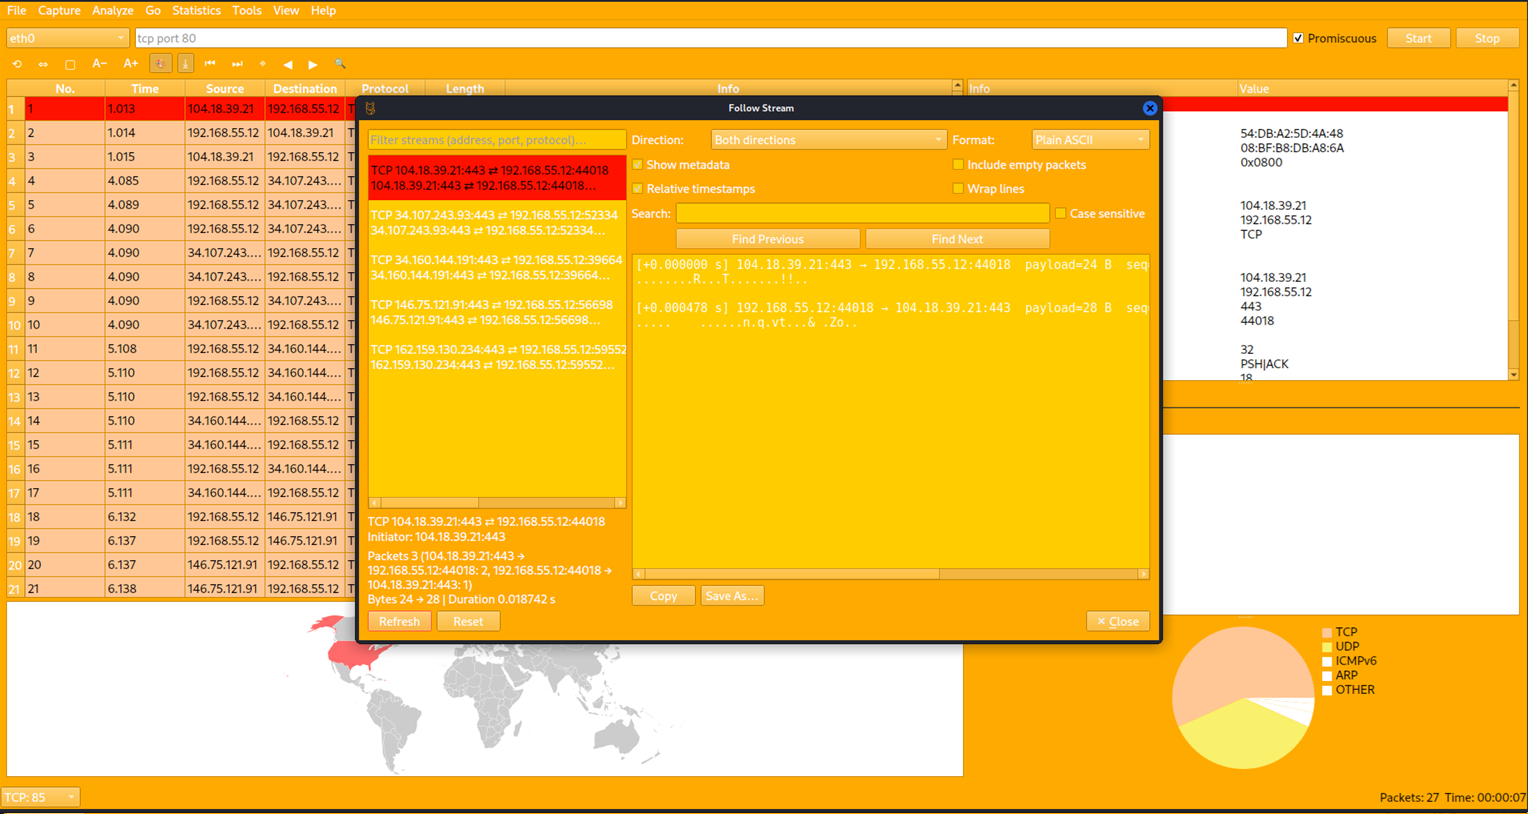 File Capture Analyze Go Statistics Tools View Help
eth0 tcp port 80 Promiscuous Start Stop
A− A+
No. Time Source Destination Protocol Length Info
1 1 1.013 104.18.39.21 192.168.55.12 T
2 2 1.014 192.168.55.12 104.18.39.21 T
3 3 1.015 104.18.39.21 192.168.55.12 T
4 4 4.085 192.168.55.12 34.107.243.... T
5 5 4.089 192.168.55.12 34.107.243.... T
6 6 4.090 192.168.55.12 34.107.243.... T
7 7 4.090 34.107.243.... 192.168.55.12 T
8 8 4.090 34.107.243.... 192.168.55.12 T
9 9 4.090 34.107.243.... 192.168.55.12 T
10 10 4.090 34.107.243.... 192.168.55.12 T
11 11 5.108 192.168.55.12 34.160.144.... T
12 12 5.110 192.168.55.12 34.160.144.... T
13 13 5.110 192.168.55.12 34.160.144.... T
14 14 5.110 34.160.144.... 192.168.55.12 T
15 15 5.111 34.160.144.... 192.168.55.12 T
16 16 5.111 192.168.55.12 34.160.144.... T
17 17 5.111 34.160.144.... 192.168.55.12 T
18 18 6.132 192.168.55.12 146.75.121.91 T
19 19 6.137 192.168.55.12 146.75.121.91 T
20 20 6.137 146.75.121.91 192.168.55.12 T
21 21 6.138 146.75.121.91 192.168.55.12 T
Follow Stream
Filter streams (address, port, protocol)...
TCP 104.18.39.21:443 ⇄ 192.168.55.12:44018
104.18.39.21:443 ⇄ 192.168.55.12:44018...
TCP 34.107.243.93:443 ⇄ 192.168.55.12:52334
34.107.243.93:443 ⇄ 192.168.55.12:52334...
TCP 34.160.144.191:443 ⇄ 192.168.55.12:39664
34.160.144.191:443 ⇄ 192.168.55.12:39664...
TCP 146.75.121.91:443 ⇄ 192.168.55.12:56698
146.75.121.91:443 ⇄ 192.168.55.12:56698...
TCP 162.159.130.234:443 ⇄ 192.168.55.12:59552
162.159.130.234:443 ⇄ 192.168.55.12:59552...
TCP 104.18.39.21:443 ⇄ 192.168.55.12:44018
Initiator: 104.18.39.21:443
Packets 3 (104.18.39.21:443 →
192.168.55.12:44018: 2, 192.168.55.12:44018 →
104.18.39.21:443: 1)
Bytes 24 → 28 | Duration 0.018742 s
Refresh Reset
Direction: Both directions Format: Plain ASCII
Show metadata Include empty packets
Relative timestamps Wrap lines
Search: Case sensitive
Find Previous Find Next
[+0.000000 s] 104.18.39.21:443 → 192.168.55.12:44018 payload=24 B seq
........R...T.......!!..
[+0.000478 s] 192.168.55.12:44018 → 104.18.39.21:443 payload=28 B seq
..... ......n.q.vt...& .Zo..
Copy Save As...
Close
Info Value
54:DB:A2:5D:4A:48
08:BF:B8:DB:A8:6A
0x0800
104.18.39.21
192.168.55.12
TCP
104.18.39.21
192.168.55.12
443
44018
32
PSH|ACK
18
TCP
UDP
ICMPv6
ARP
OTHER
TCP: 85
Packets: 27 Time: 00:00:07